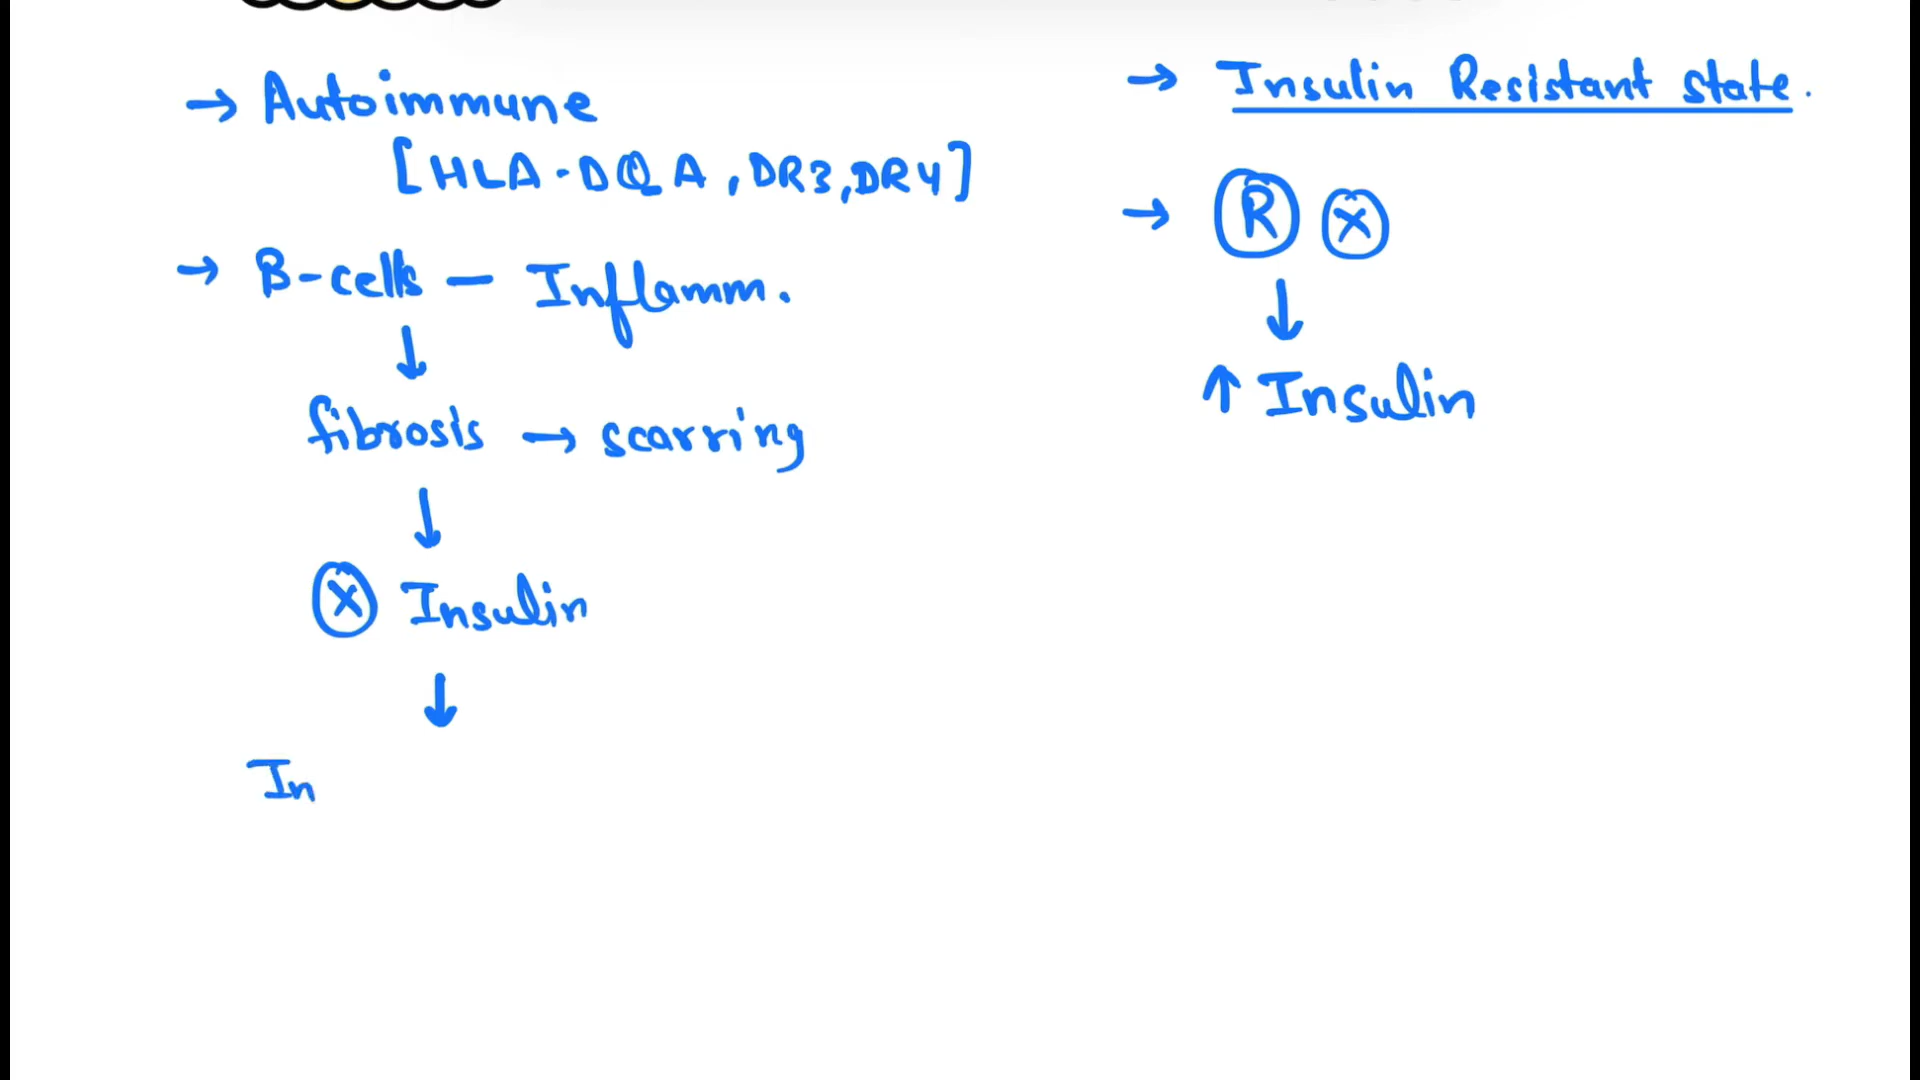 → Autoimmune
[HLA-DQA, DR3, DR4]
→ B-cells — Inflamm.
↓
fibrosis → scarring
↓
Ⓧ Insulin
↓
In
→ Insulin Resistant state.
→ Ⓡ Ⓧ
↓
↑ Insulin